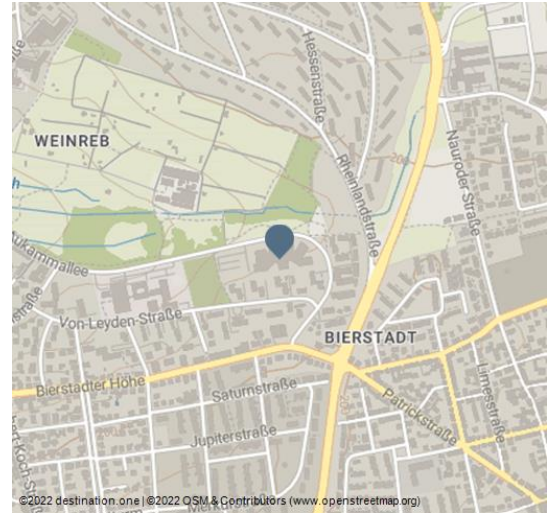 Hessenstraße
WEINREB
Rheinlandstraße
Nauroder Straße
ukammallee
Von-Leyden-Straße
BIERSTADT
Bierstadter Höhe
Saturnstraße
Patrickstraße
Limesstraße
Jupiterstraße
©2022 destination.one | ©2022 OSM & Contributors (www.openstreetmap.org)